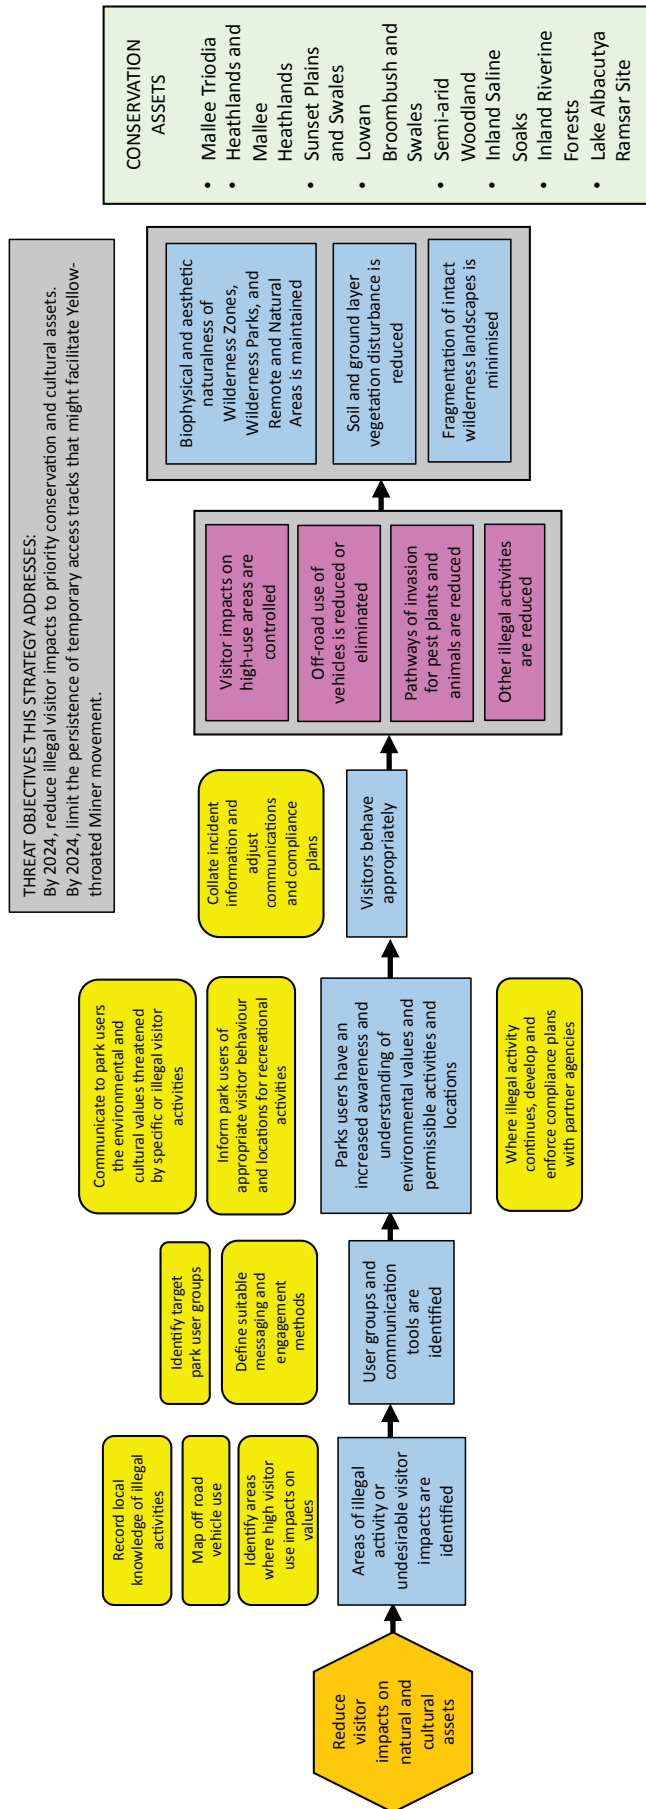 THREAT OBJECTIVES THIS STRATEGY ADDRESSES:
By 2024, reduce illegal visitor impacts to priority conservation and cultural assets.
By 2024, limit the persistence of temporary access tracks that might facilitate Yellow-
throated Miner movement.
Reduce
visitor
impacts on
natural and
cultural
assets
Record local
knowledge of illegal
activities
Map off road
vehicle use
Identify areas
where high visitor
use impacts on
values
Areas of illegal
activity or
undesirable visitor
impacts are
identified
Identify target
park user groups
Define suitable
messaging and
engagement
methods
User groups and
communication
tools are
identified
Communicate to park users
the environmental and
cultural values threatened
by specific or illegal visitor
activities
Inform park users of
appropriate visitor behaviour
and locations for recreational
activities
Parks users have an
increased awareness and
understanding of
environmental values and
permissible activities and
locations
Where illegal activity
continues, develop and
enforce compliance plans
with partner agencies
Collate incident
information and
adjust
communications
and compliance
plans
Visitors behave
appropriately
Visitor impacts on
high-use areas are
controlled
Off-road use of
vehicles is reduced or
eliminated
Pathways of invasion
for pest plants and
animals are reduced
Other illegal activities
are reduced
Biophysical and aesthetic
naturalness of
Wilderness Zones,
Wilderness Parks, and
Remote and Natural
Areas is maintained
Soil and ground layer
vegetation disturbance is
reduced
Fragmentation of intact
wilderness landscapes is
minimised
CONSERVATION
ASSETS
• Mallee Triodia
• Heathlands and
Mallee
Heathlands
• Sunset Plains
and Swales
• Lowan
Broombush and
Swales
• Semi-arid
Woodland
• Inland Saline
Soaks
• Inland Riverine
Forests
• Lake Albacutya
Ramsar Site